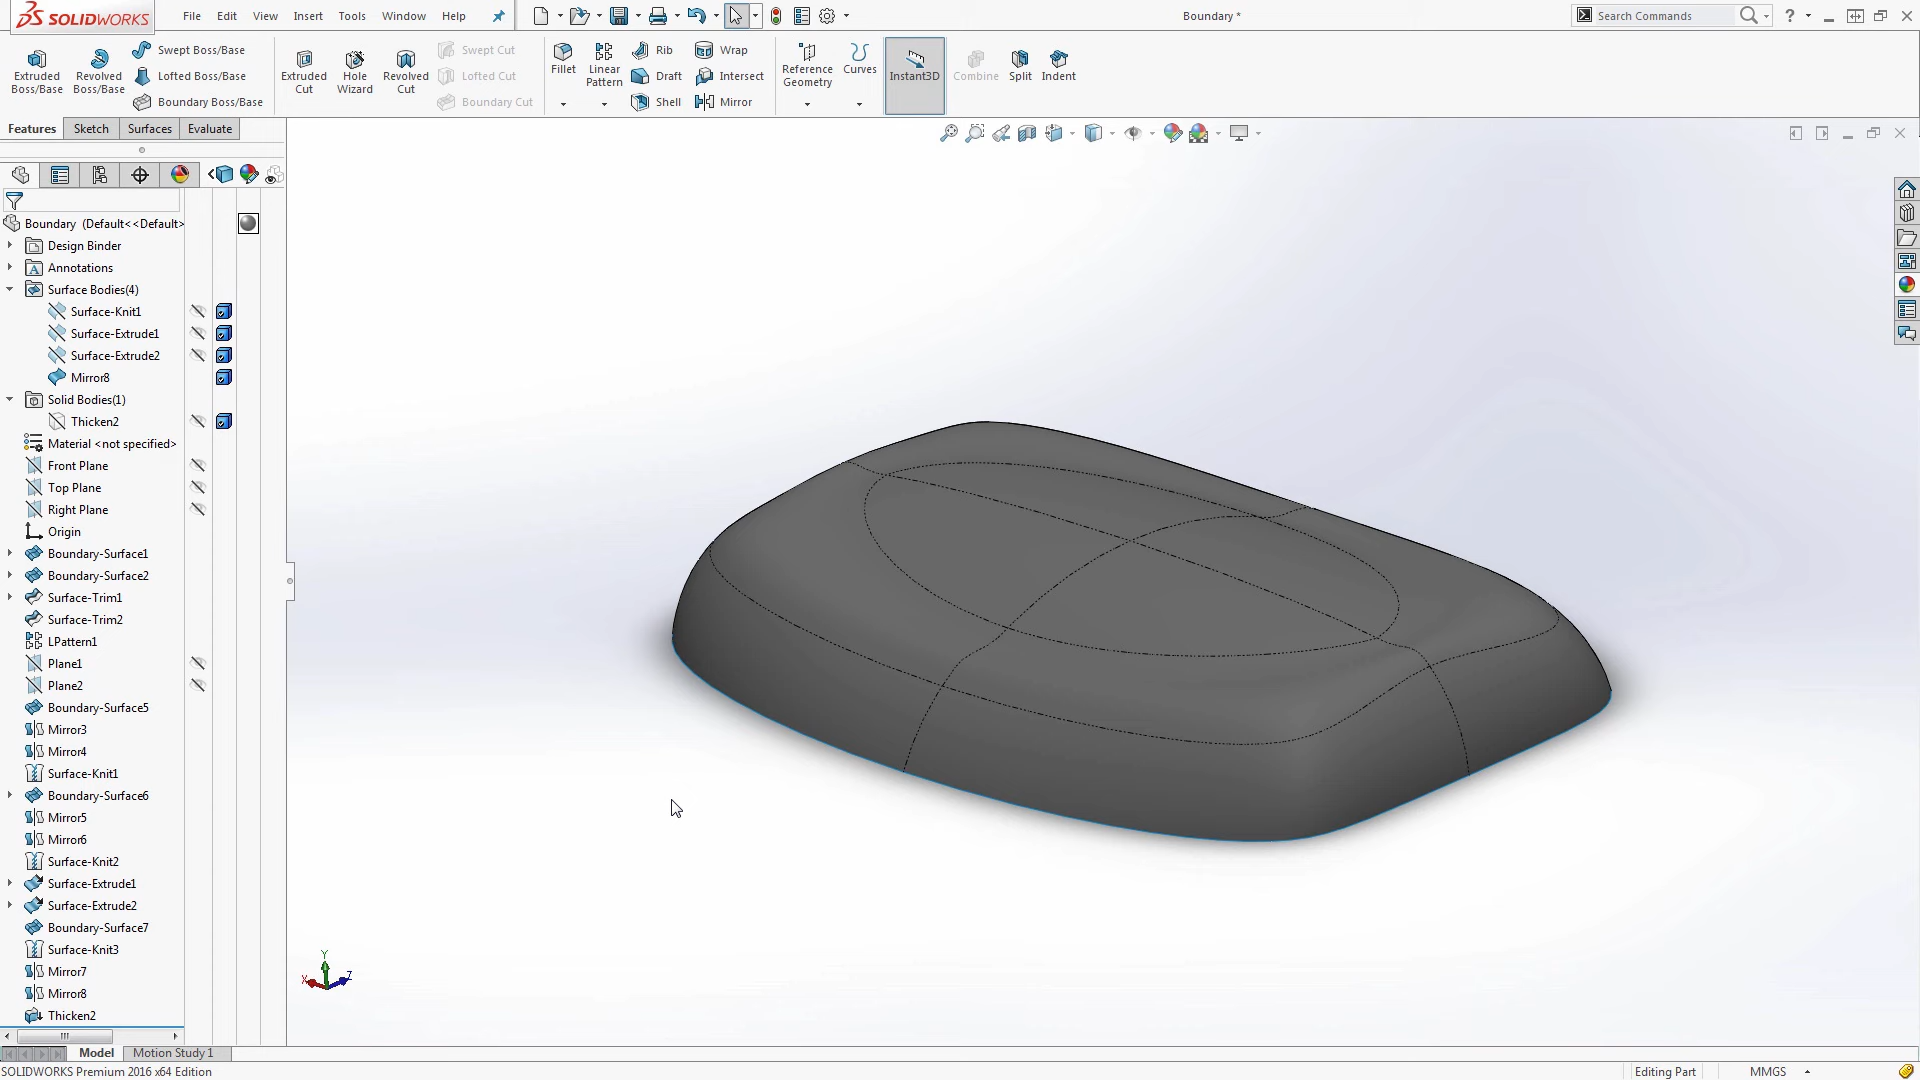 SOLIDWORKS
File Edit View Insert Tools Window Help
Boundary *
Search Commands
Extruded Boss/Base
Revolved Boss/Base
Swept Boss/Base
Lofted Boss/Base
Boundary Boss/Base
Extruded Cut
Hole Wizard
Revolved Cut
Swept Cut
Lofted Cut
Boundary Cut
Fillet
Linear Pattern
Rib
Draft
Shell
Wrap
Intersect
Mirror
Reference Geometry
Curves
Instant3D
Combine
Split
Indent
Features Sketch Surfaces Evaluate
Boundary (Default<<Default>
Design Binder
Annotations
Surface Bodies(4)
Surface-Knit1
Surface-Extrude1
Surface-Extrude2
Mirror8
Solid Bodies(1)
Thicken2
Material <not specified>
Front Plane
Top Plane
Right Plane
Origin
Boundary-Surface1
Boundary-Surface2
Surface-Trim1
Surface-Trim2
LPattern1
Plane1
Plane2
Boundary-Surface5
Mirror3
Mirror4
Surface-Knit1
Boundary-Surface6
Mirror5
Mirror6
Surface-Knit2
Surface-Extrude1
Surface-Extrude2
Boundary-Surface7
Surface-Knit3
Mirror7
Mirror8
Thicken2
Y
X
Z
Model Motion Study 1
SOLIDWORKS Premium 2016 x64 Edition
Editing Part
MMGS